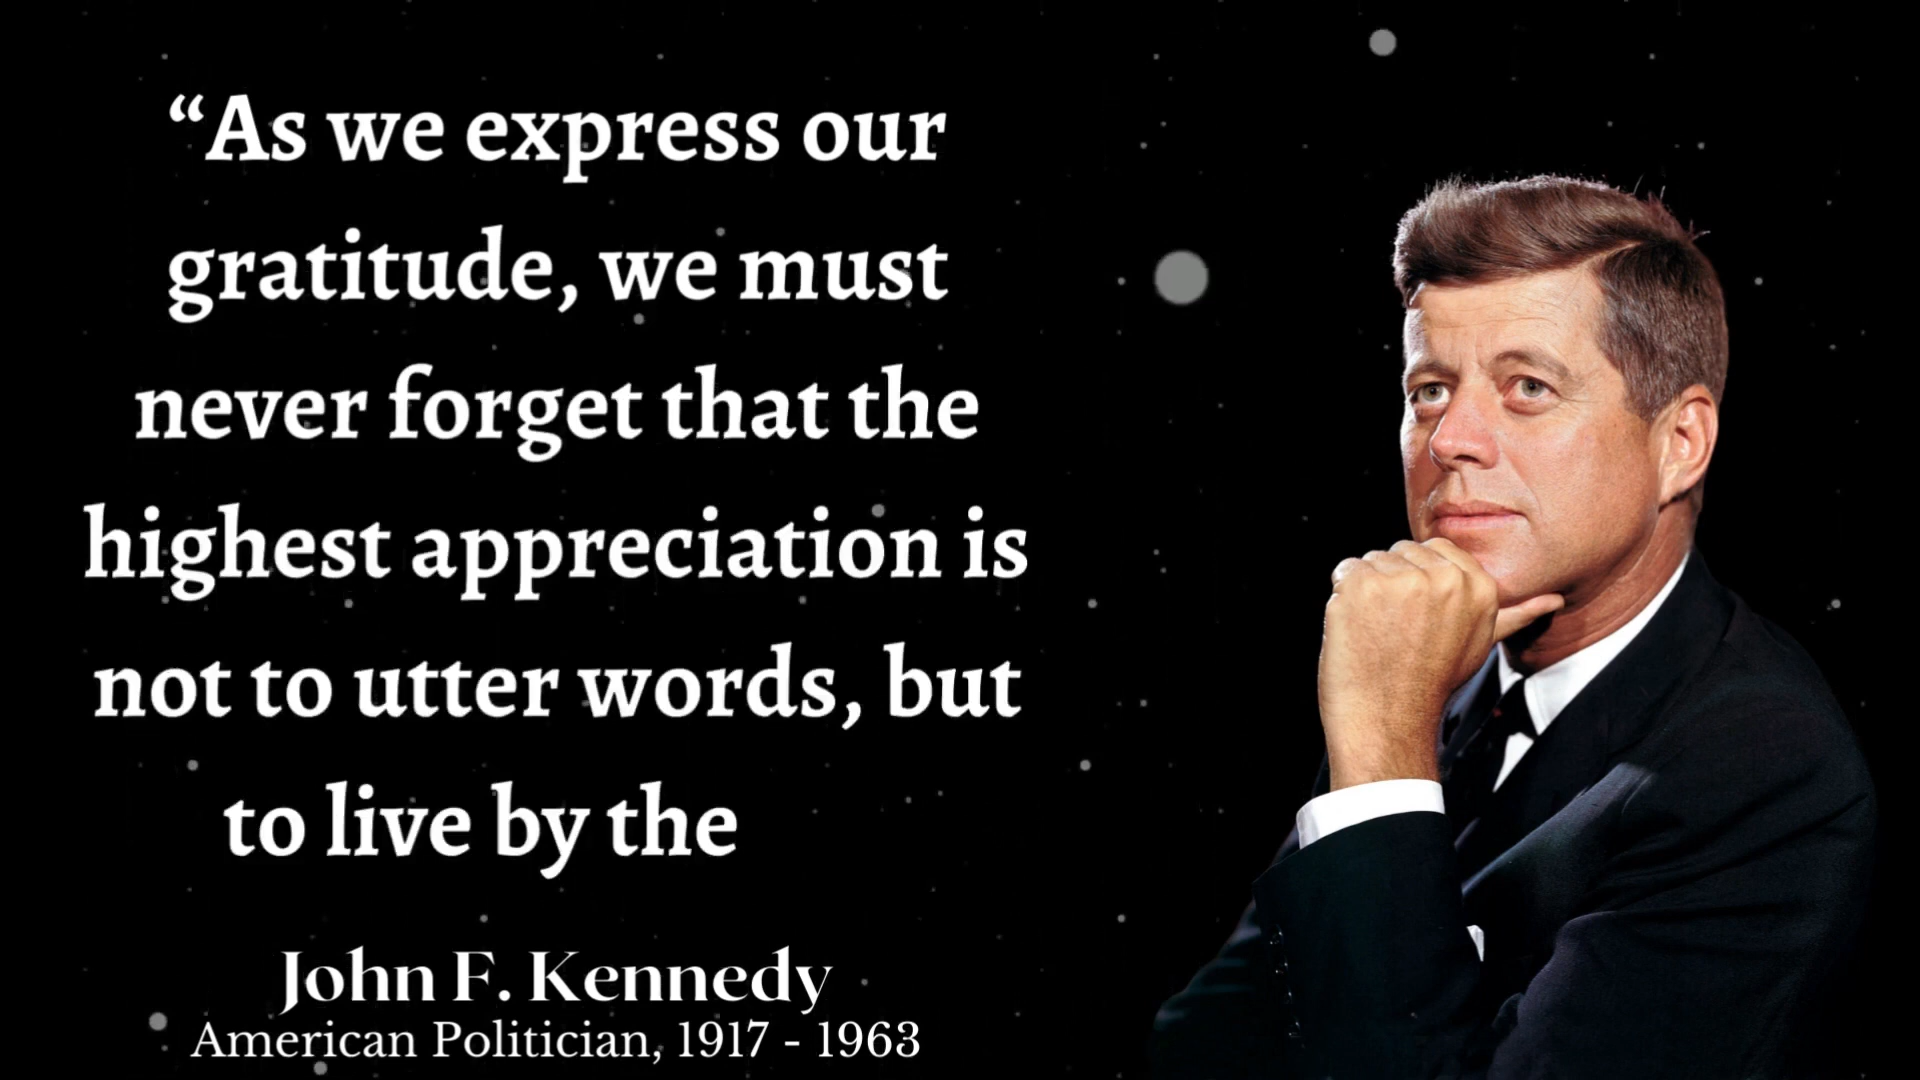 “As we express our
gratitude, we must
never forget that the
highest appreciation is
not to utter words, but
to live by the
John F. Kennedy
American Politician, 1917 - 1963